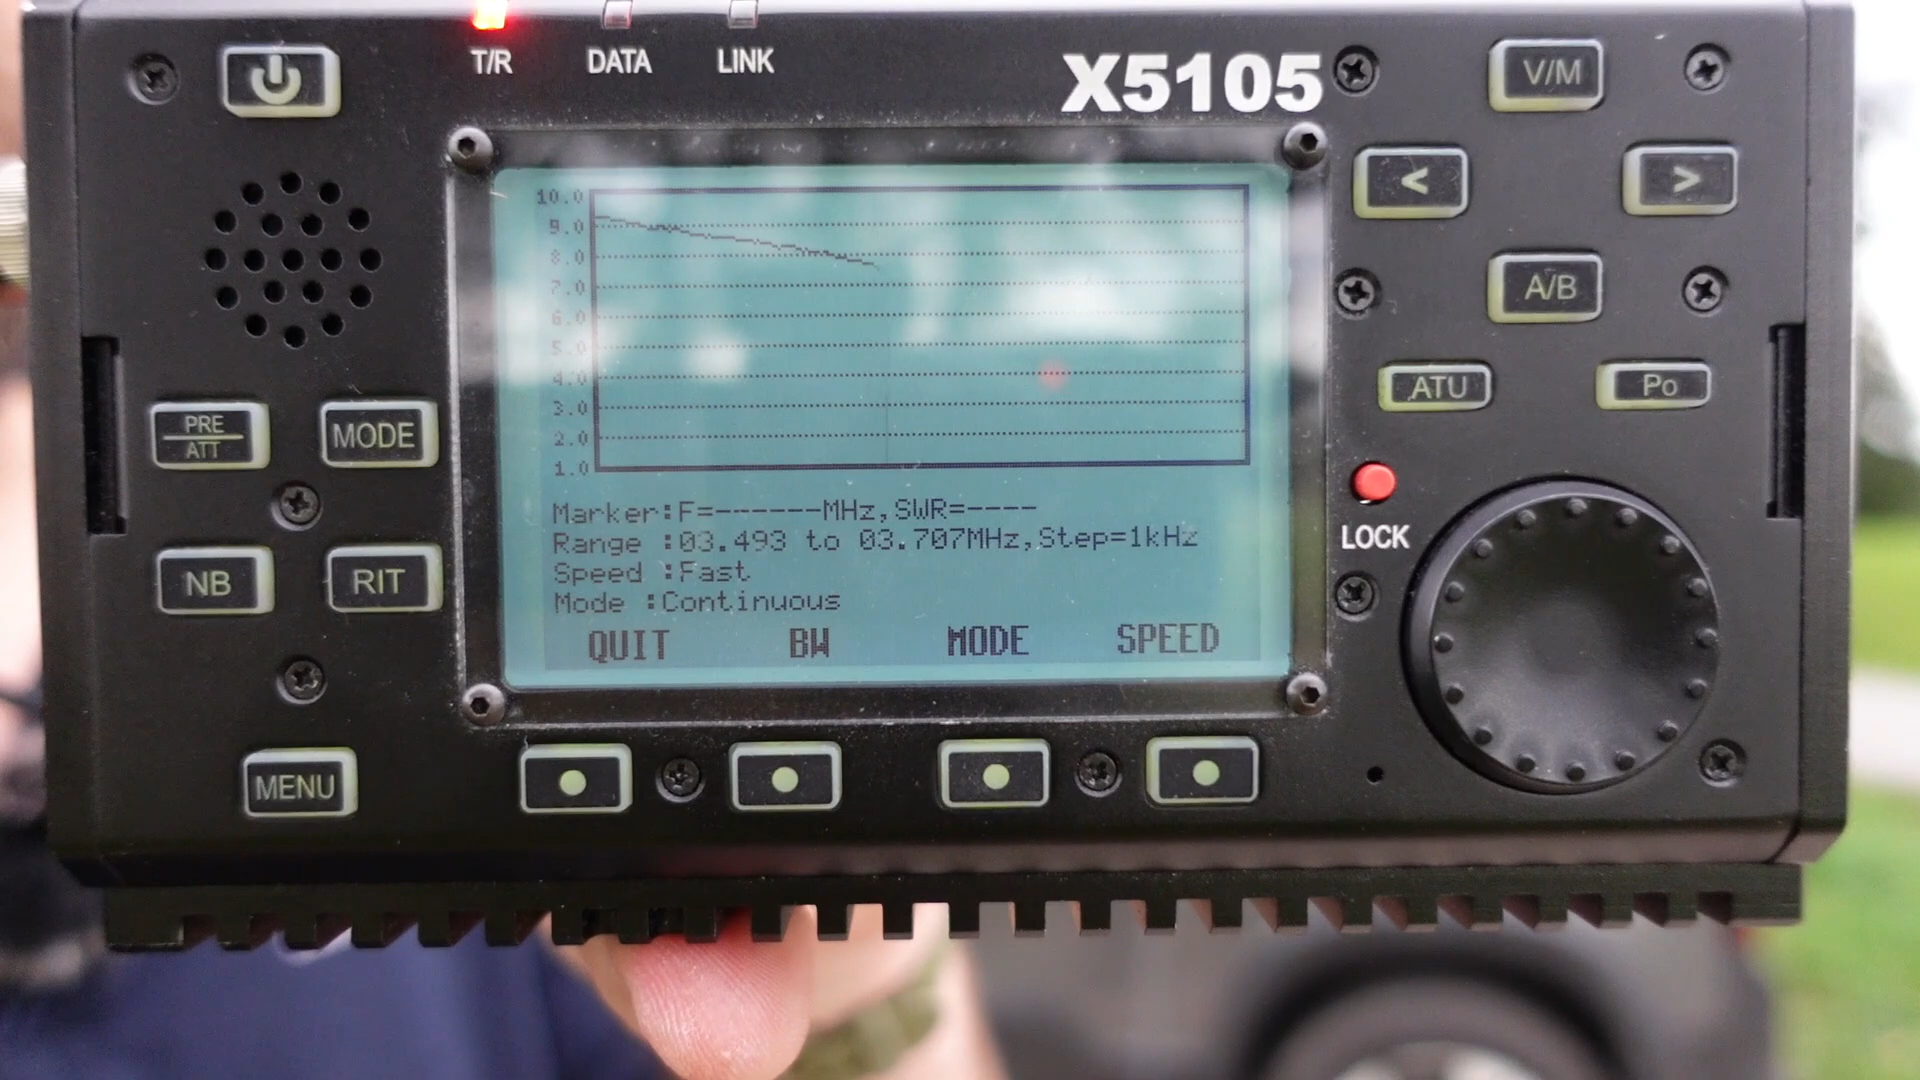 T/R DATA LINK
X5105
V/M
< >
A/B
ATU Po
LOCK
PRE
ATT
MODE
NB RIT
MENU
10.0
9.0
8.0
7.0
6.0
5.0
4.0
3.0
2.0
1.0
Marker:F=------MHz,SWR=----
Range :03.493 to 03.707MHz,Step=1kHz
Speed :Fast
Mode :Continuous
QUIT BW MODE SPEED